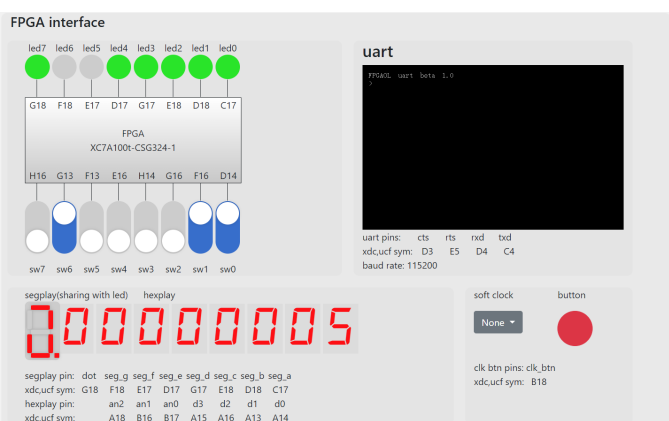 FPGA interface
led7 led6 led5 led4 led3 led2 led1 led0
G18 F18 E17 D17 G17 E18 D18 C17
FPGA
XC7A100t-CSG324-1
H16 G13 F13 E16 H14 G16 F16 D14
sw7 sw6 sw5 sw4 sw3 sw2 sw1 sw0
uart
FPGAOL uart beta 1.0
>
uart pins: cts rts rxd txd
xdc,ucf sym: D3 E5 D4 C4
baud rate: 115200
segplay(sharing with led) hexplay
00000005
segplay pin: dot seg_g seg_f seg_e seg_d seg_c seg_b seg_a
xdc,ucf sym: G18 F18 E17 D17 G17 E18 D18 C17
hexplay pin: an2 an1 an0 d3 d2 d1 d0
xdc,ucf sym: A18 B16 B17 A15 A16 A13 A14
soft clock button
None
clk btn pins: clk_btn
xdc,ucf sym: B18